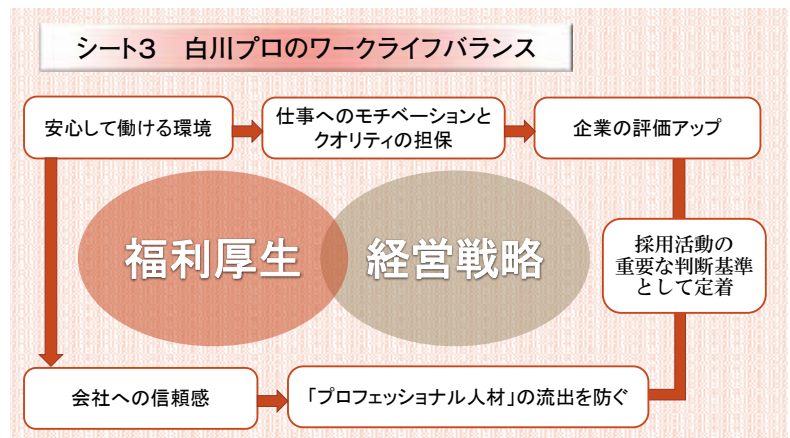 シート3　白川プロのワークライフバランス
安心して働ける環境
仕事へのモチベーションと
クオリティの担保
企業の評価アップ
福利厚生
経営戦略
採用活動の
重要な判断基準
として定着
会社への信頼感
「プロフェッショナル人材」の流出を防ぐ